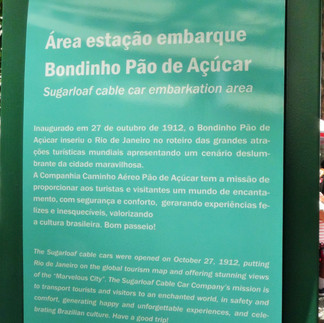 Área estação embarque
Bondinho Pão de Açúcar
Sugarloaf cable car embarkation area
Inaugurado em 27 de outubro de 1912, o Bondinho Pão de
Açúcar inseriu o Rio de Janeiro no roteiro das grandes atra-
ções turísticas mundiais apresentando um cenário deslum-
brante da cidade maravilhosa.
A Companhia Caminho Aéreo Pão de Açúcar tem a missão de
proporcionar aos turistas e visitantes um mundo de encanta-
mento, com segurança e conforto, gerarando experiências fe-
lizes e inesquecíveis, valorizando
a cultura brasileira. Bom passeio!
The Sugarloaf cable cars were opened on October 27, 1912, putting
Rio de Janeiro on the global tourism map and offering stunning views
of the "Marvelous City". The Sugarloaf Cable Car Company's mission is
to transport tourists and visitors to an enchanted world, in safety and
comfort, generating happy and unforgettable experiences, and cele-
brating Brazilian culture. Have a good trip!